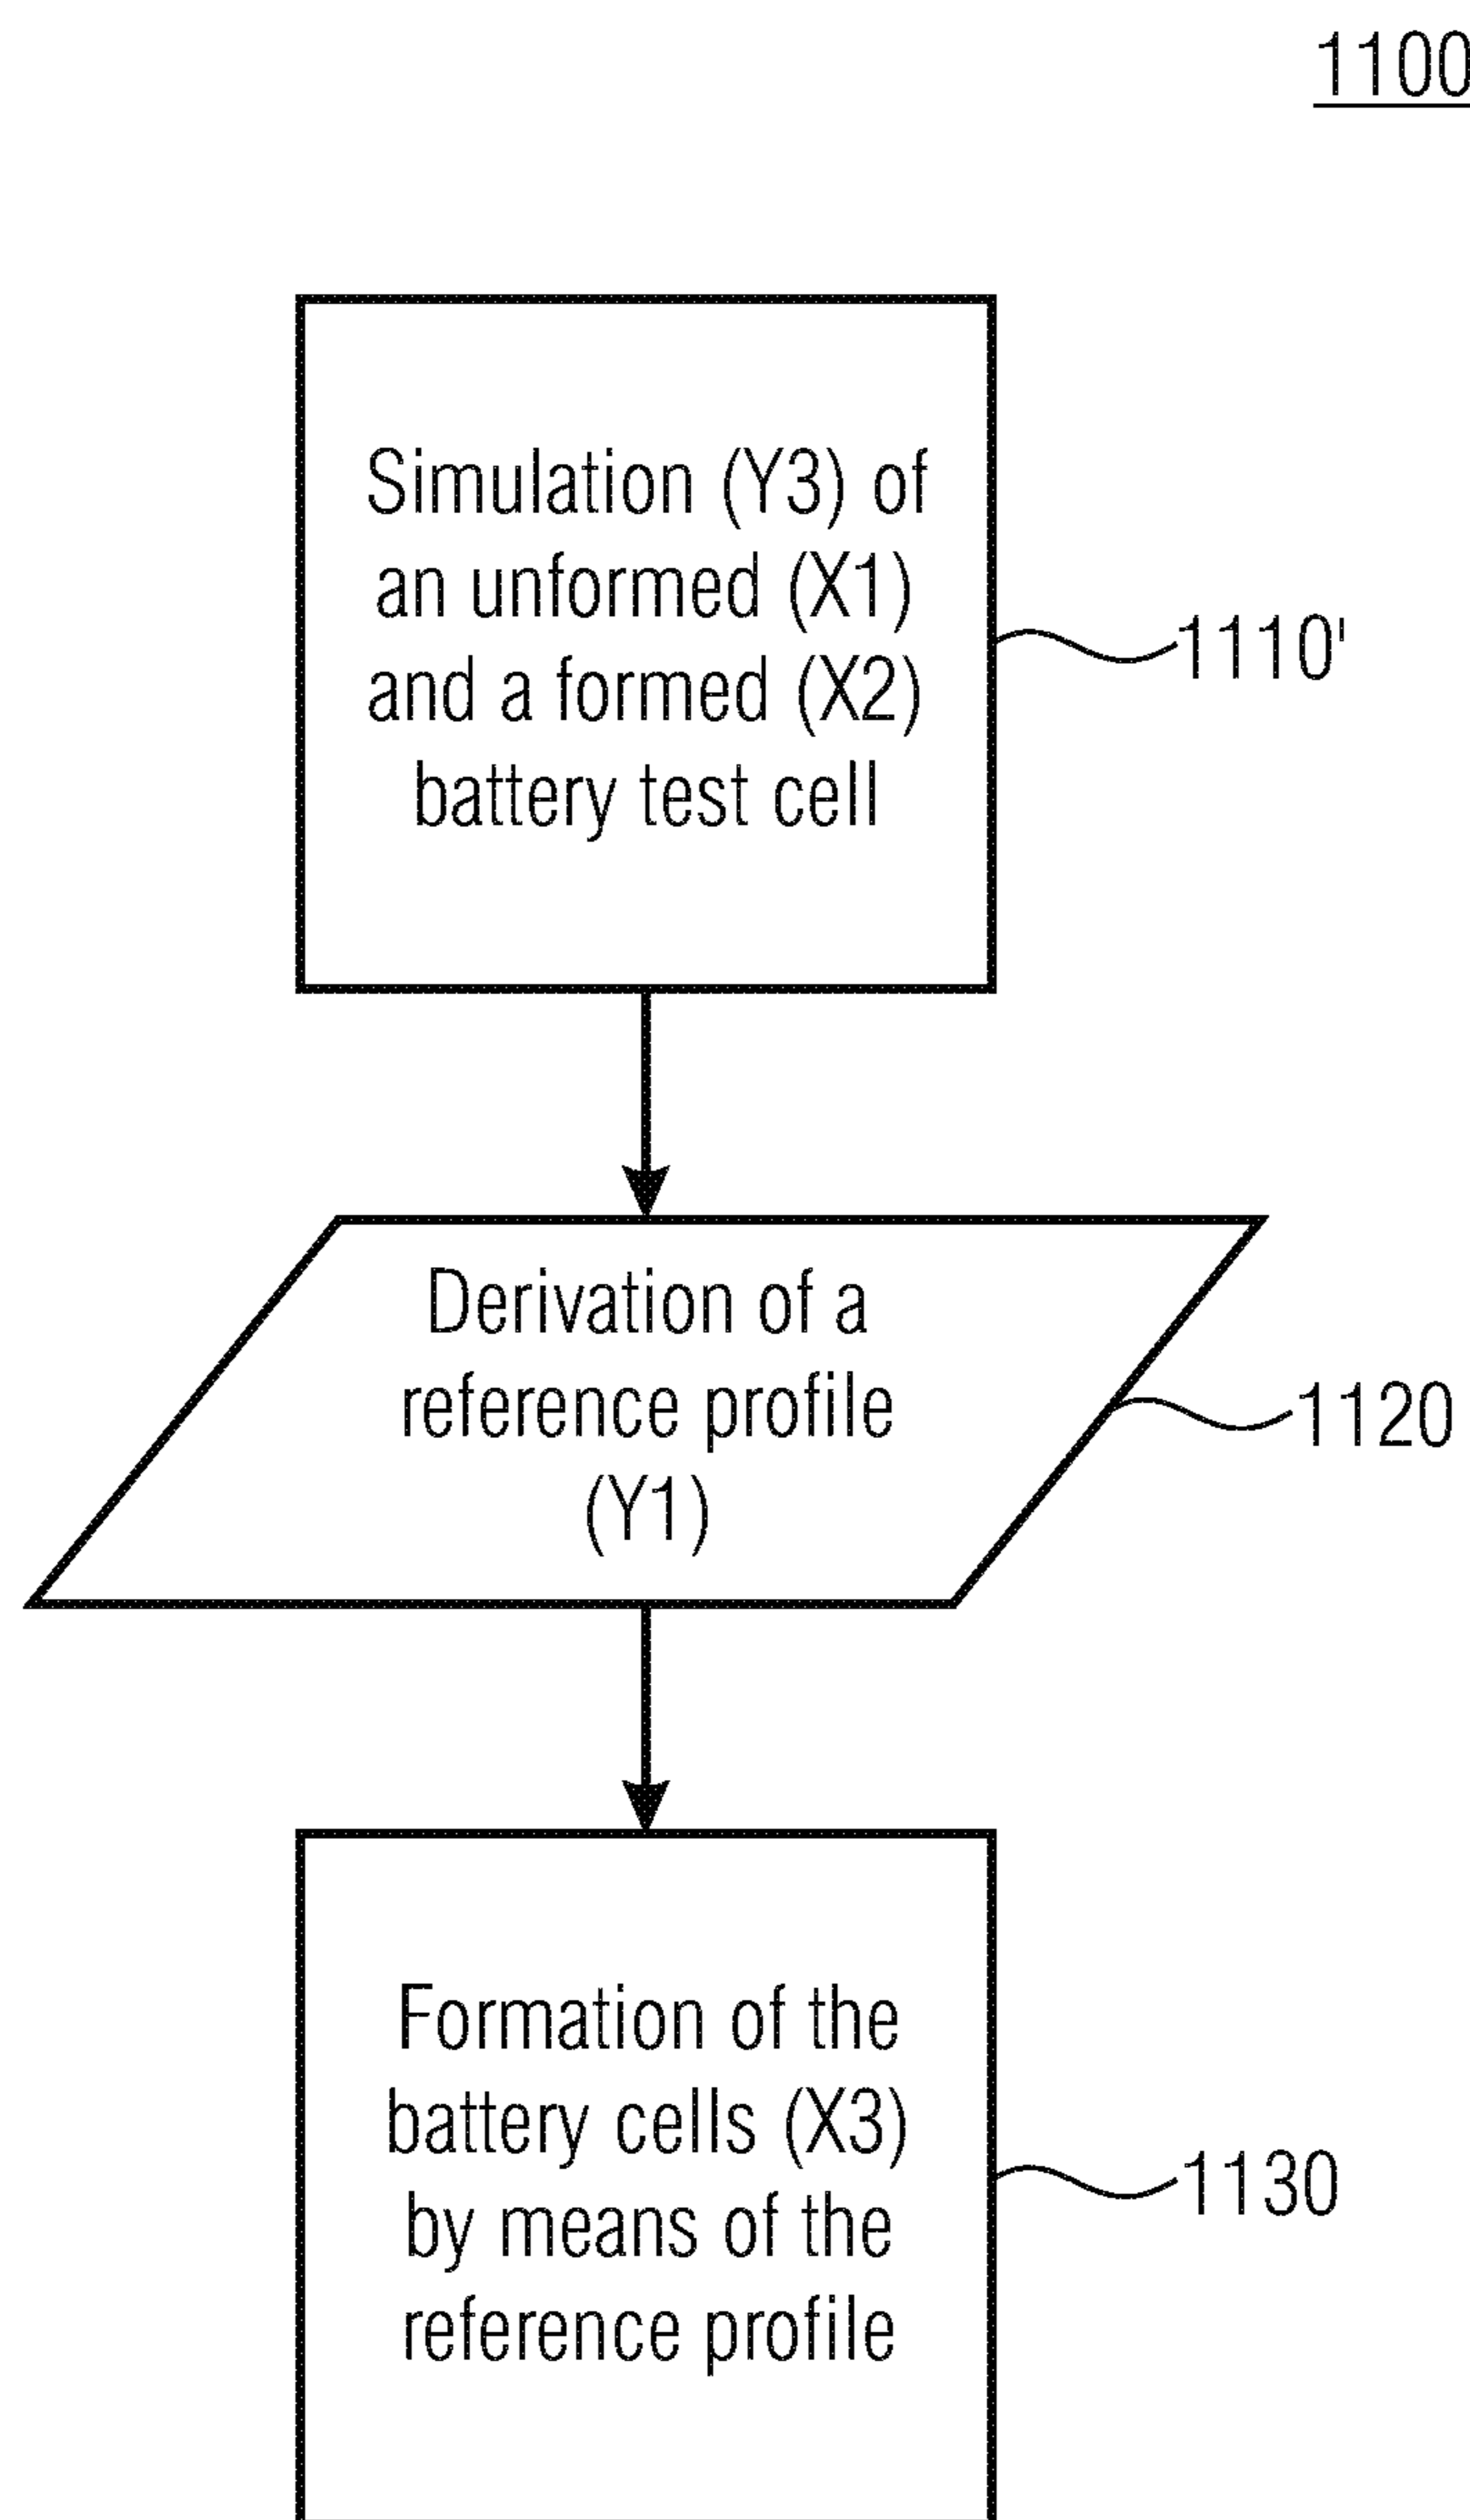 1100
Simulation (Y3) of
an unformed (X1)
and a formed (X2)
battery test cell
1110'
Derivation of a
reference profile
(Y1)
1120
Formation of the
battery cells (X3)
by means of the
reference profile
1130